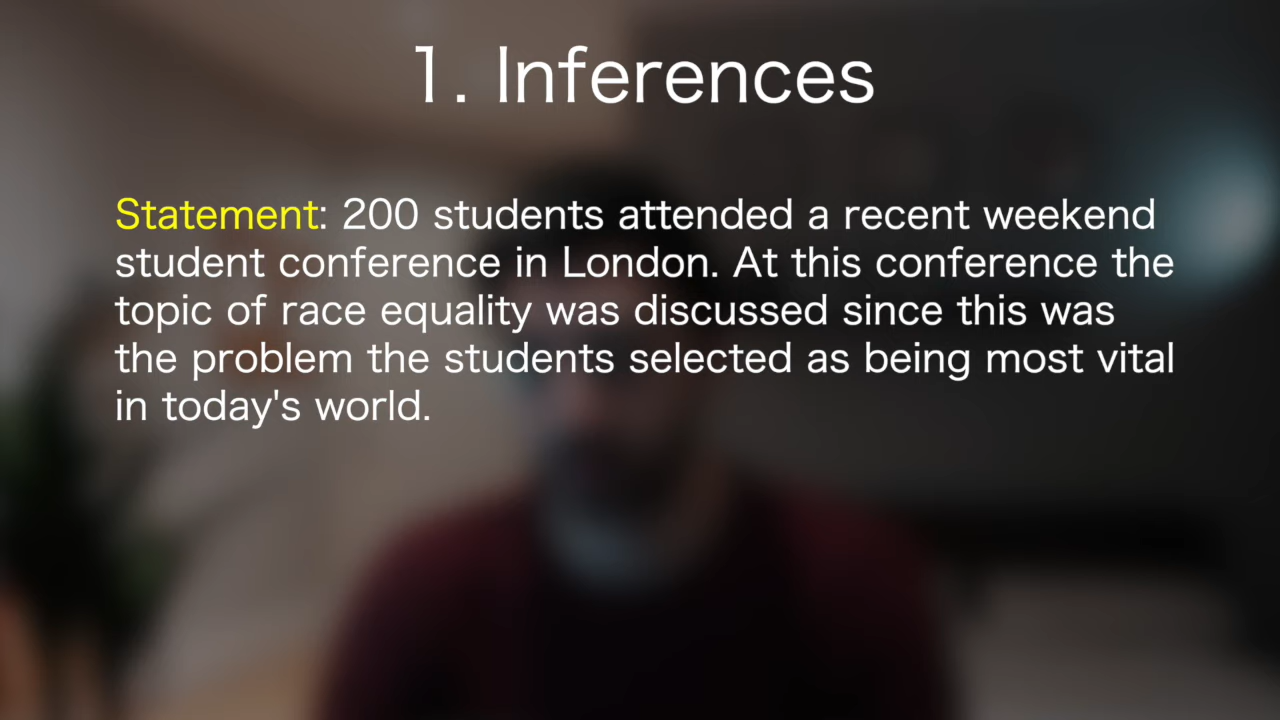 1. Inferences
Statement: 200 students attended a recent weekend
student conference in London. At this conference the
topic of race equality was discussed since this was
the problem the students selected as being most vital
in today's world.